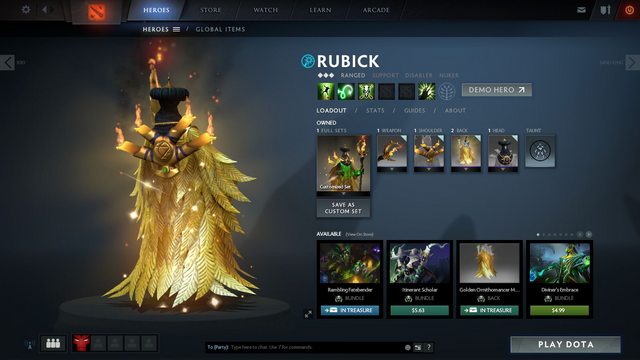 HEROES STORE WATCH LEARN ARCADE
HEROES / GLOBAL ITEMS
RUBICK
RANGED SUPPORT DISABLER NUKER
DEMO HERO
LOADOUT / STATS / GUIDES / ABOUT
OWNED
1 FULL SETS 1 WEAPON 1 SHOULDER 2 BACK 1 HEAD TAUNT
Customized Set
SAVE AS
CUSTOM SET
AVAILABLE (View On Store)
Rambling Fatebender Itinerant Scholar Golden Ornithomancer M... Diviner's Embrace
BUNDLE BUNDLE BACK BUNDLE
IN TREASURE $5.63 IN TREASURE $4.99
To (Party): Type here to chat. Use '/' for commands.
PLAY DOTA